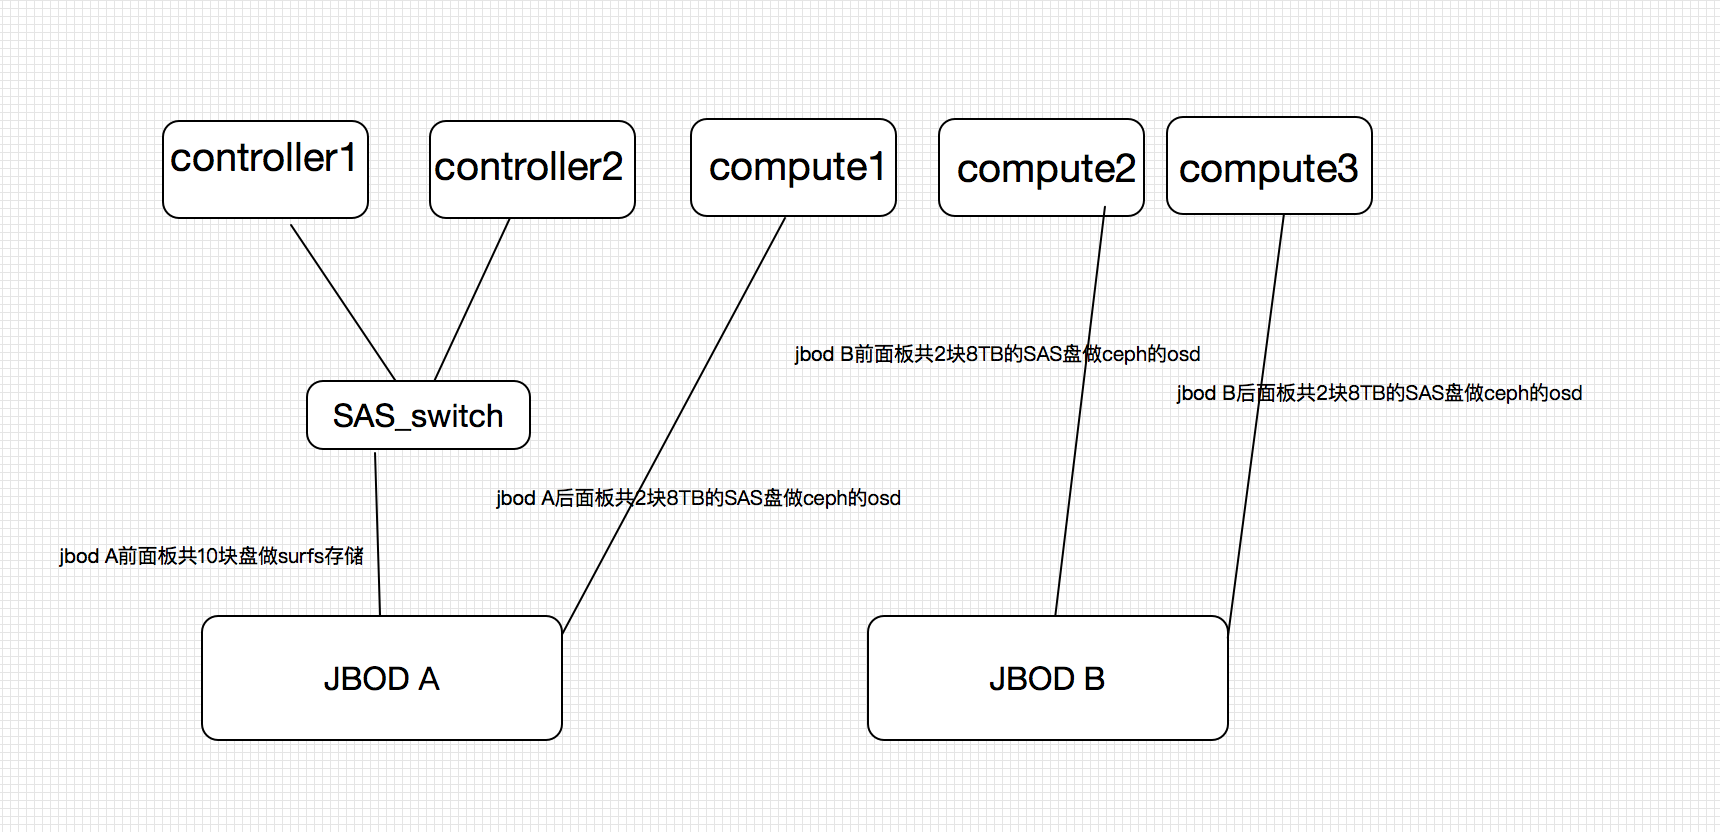 controller1
controller2
compute1
compute2
compute3
jbod B前面板共2块8TB的SAS盘做ceph的osd
jbod B后面板共2块8TB的SAS盘做ceph的osd
SAS_switch
jbod A后面板共2块8TB的SAS盘做ceph的osd
jbod A前面板共10块盘做surfs存储
JBOD A
JBOD B